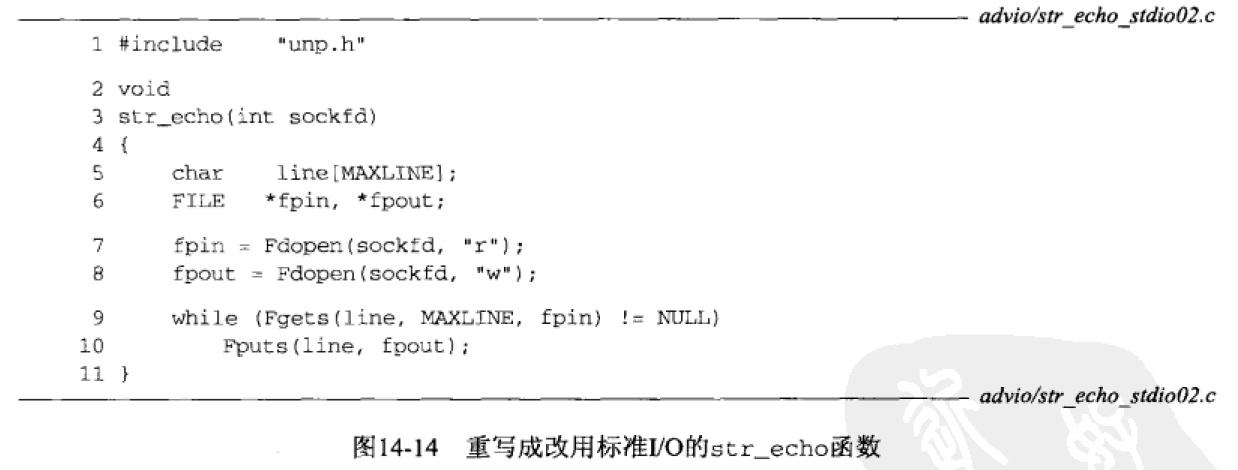 advio/str_echo_stdio02.c
1 #include    "unp.h"
2 void
3 str_echo(int sockfd)
4 {
5     char    line[MAXLINE];
6     FILE   *fpin, *fpout;
7     fpin = Fdopen(sockfd, "r");
8     fpout = Fdopen(sockfd, "w");
9     while (Fgets(line, MAXLINE, fpin) != NULL)
10         Fputs(line, fpout);
11 }
advio/str_echo_stdio02.c
图14-14 重写成改用标准I/O的str_echo函数